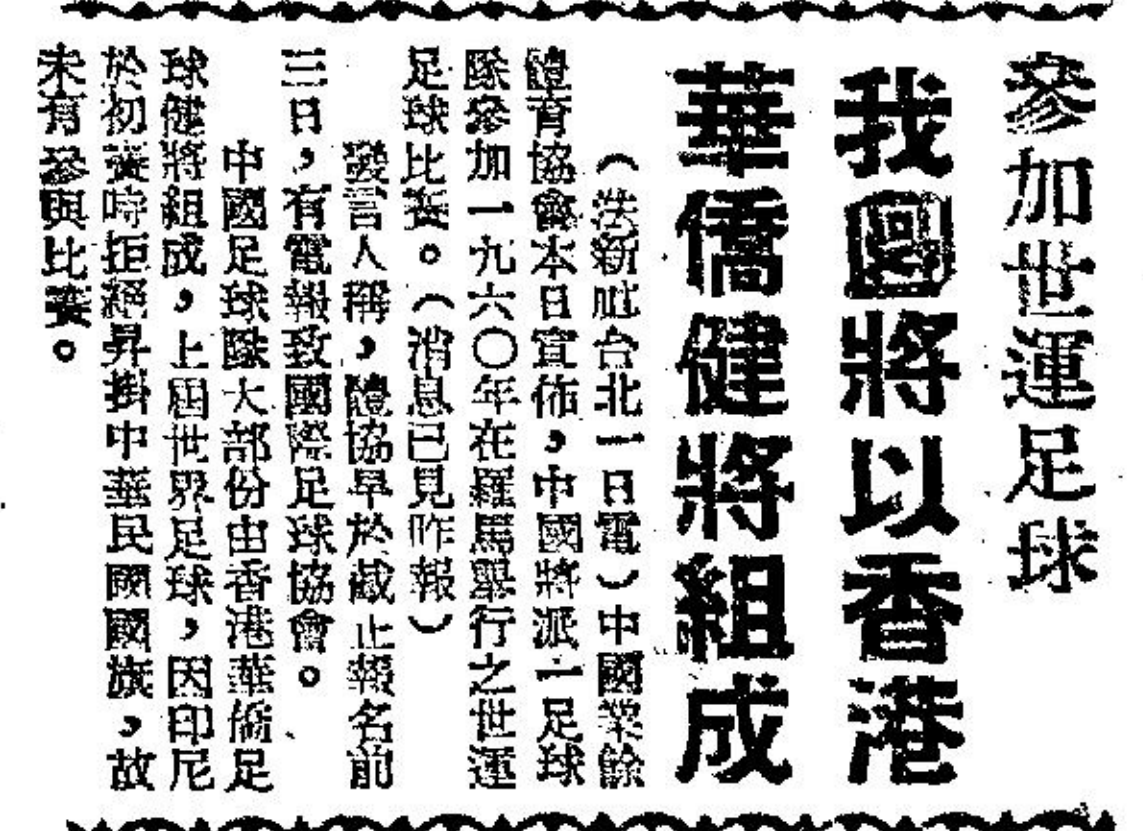 參加世運足球
我國將以香港
華僑健將組成
（法新社台北一日電）中國業餘
體育協會本日宣佈，中國將派一足球
隊參加一九六〇年在羅馬舉行之世運
足球比賽。（消息已見昨報）
發言人稱，體協早於截止報名前
三日，有電報致國際足球協會。
中國足球隊大部份由香港華僑足
球健將組成，上屆世界足球，因印尼
於初賽時拒絕昇掛中華民國國旗，故
未有參與比賽。